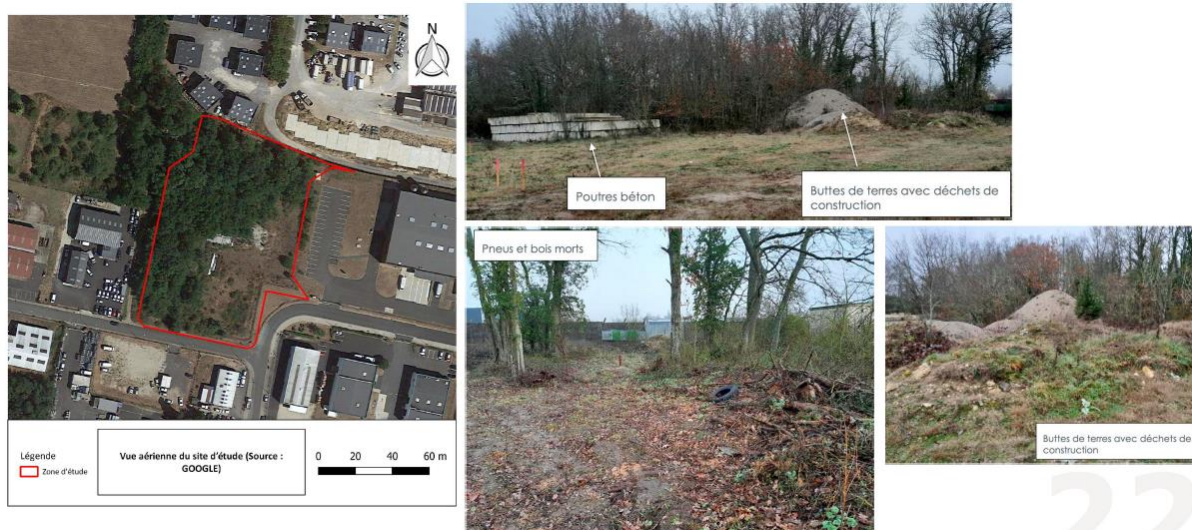 N
Légende
Zone d'étude
Vue aérienne du site d'étude (Source :
GOOGLE)
0 20 40 60 m
Poutres béton
Buttes de terres avec déchets de
construction
Pneus et bois morts
Buttes de terres avec déchets de
construction
22